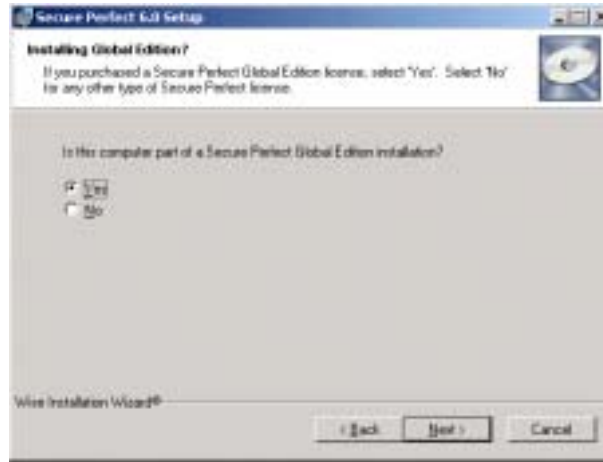 Secure Perfect 6.0 Setup
Installing Global Edition?
If you purchased a Secure Perfect Global Edition license, select 'Yes'. Select 'No'
for any other type of Secure Perfect license.
Is this computer part of a Secure Perfect Global Edition installation?
Yes
No
Wise Installation Wizard®
< Back
Next >
Cancel